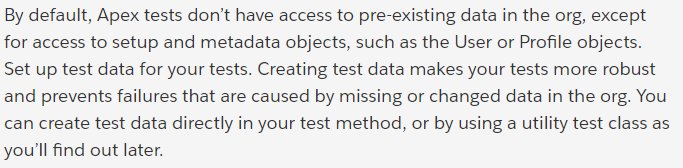 By default, Apex tests don’t have access to pre-existing data in the org, except
for access to setup and metadata objects, such as the User or Profile objects.
Set up test data for your tests. Creating test data makes your tests more robust
and prevents failures that are caused by missing or changed data in the org. You
can create test data directly in your test method, or by using a utility test class as
you’ll find out later.